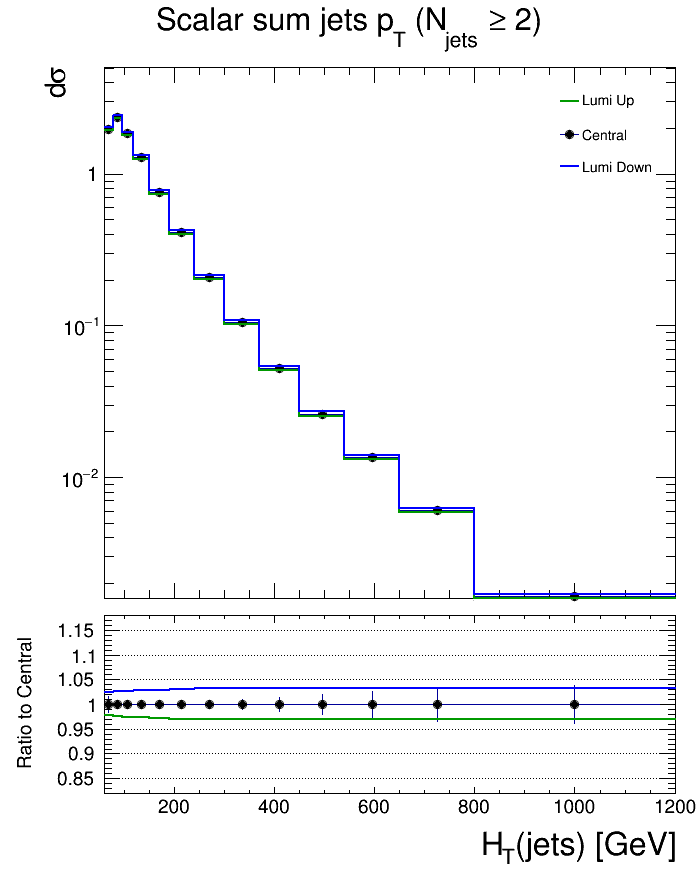 Scalar sum jets p_T (N_jets ≥ 2)
dσ
Lumi Up
Central
Lumi Down
1
10^−1
10^−2
Ratio to Central
1.15
1.1
1.05
1
0.95
0.9
0.85
200 400 600 800 1000 1200
H_T(jets) [GeV]